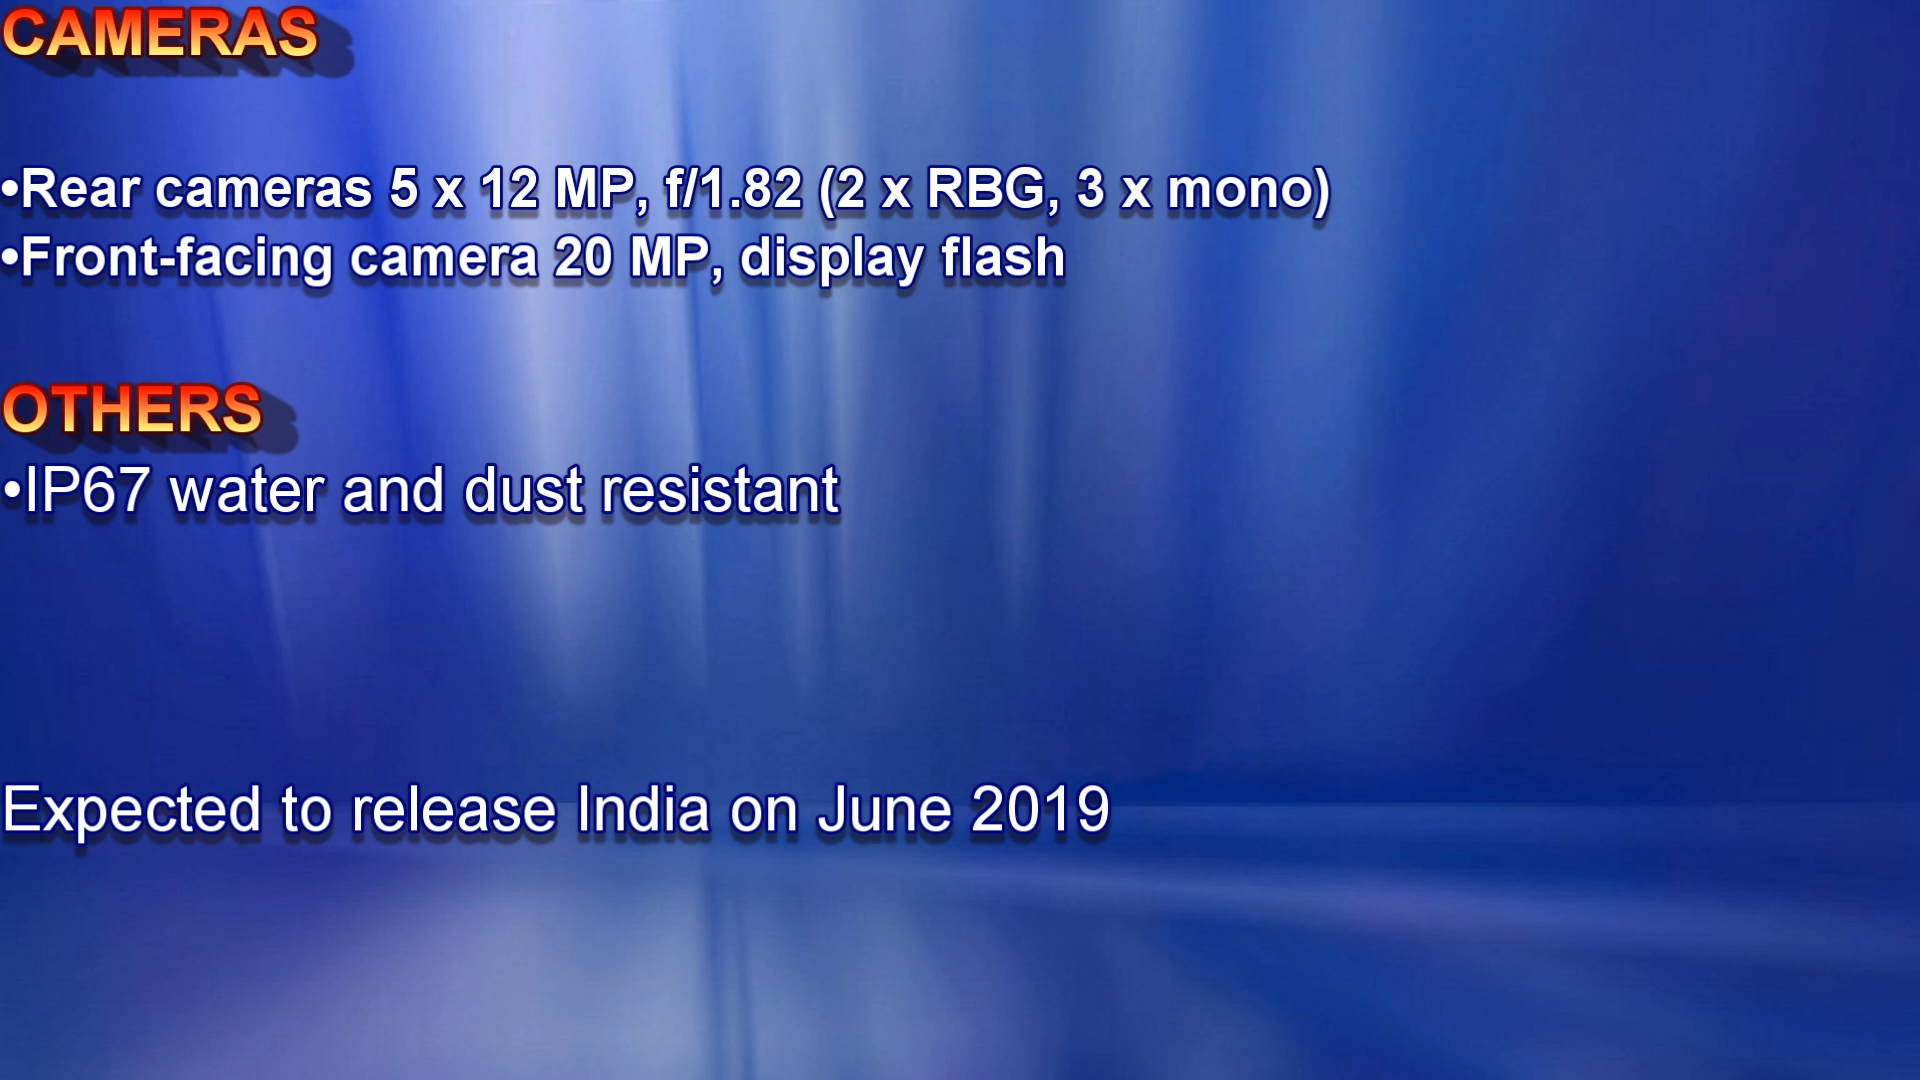 CAMERAS
•Rear cameras 5 x 12 MP, f/1.82 (2 x RBG, 3 x mono)
•Front-facing camera 20 MP, display flash
OTHERS
•IP67 water and dust resistant
Expected to release India on June 2019